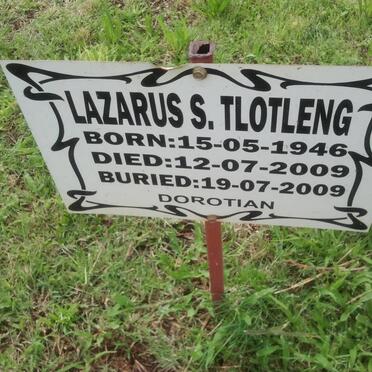 LAZARUS S. TLOTLENG
BORN:15-05-1946
DIED:12-07-2009
BURIED:19-07-2009
DOROTIAN